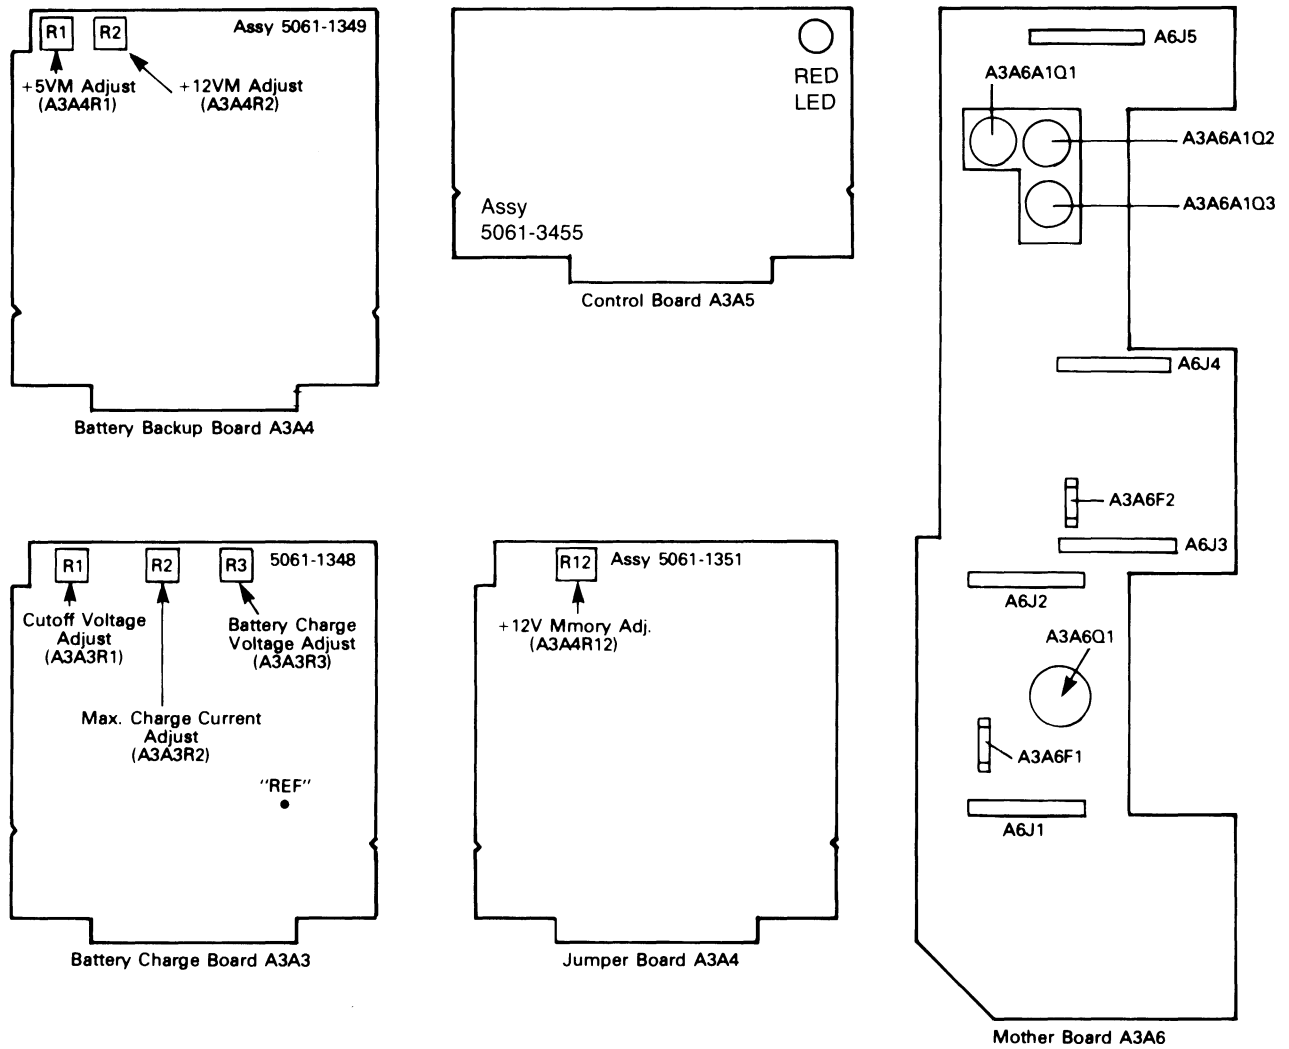 R1
R2
Assy 5061-1349
+5VM Adjust
(A3A4R1)
+12VM Adjust
(A3A4R2)
Battery Backup Board A3A4
RED
LED
Assy
5061-3455
Control Board A3A5
A6J5
A3A6A1Q1
A3A6A1Q2
A3A6A1Q3
A6J4
A3A6F2
A6J3
A6J2
A3A6Q1
A3A6F1
A6J1
Mother Board A3A6
R1
R2
R3
5061-1348
Cutoff Voltage
Adjust
(A3A3R1)
Battery Charge
Voltage Adjust
(A3A3R3)
Max. Charge Current
Adjust
(A3A3R2)
"REF"
Battery Charge Board A3A3
R12
Assy 5061-1351
+12V Mmory Adj.
(A3A4R12)
Jumper Board A3A4